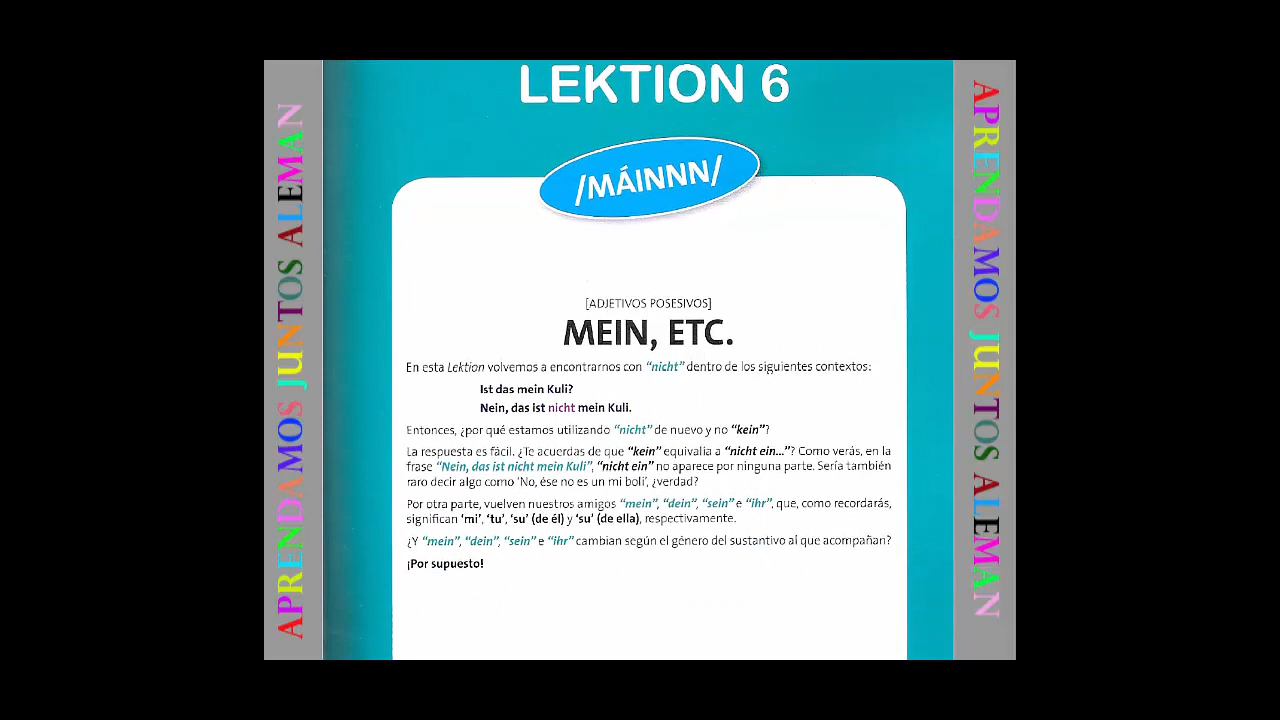 APRENDAMOS JUNTOS ALEMAN
LEKTION 6
/MÁINNN/
[ADJETIVOS POSESIVOS]
MEIN, ETC.
En esta Lektion volvemos a encontrarnos con “nicht” dentro de los siguientes contextos:
Ist das mein Kuli?
Nein, das ist nicht mein Kuli.
Entonces, ¿por qué estamos utilizando “nicht” de nuevo y no “kein”?
La respuesta es fácil. ¿Te acuerdas de que “kein” equivalia a “nicht ein...”? Como verás, en la
frase “Nein, das ist nicht mein Kuli”, “nicht ein” no aparece por ninguna parte. Sería también
raro decir algo como ‘No, ése no es un mi boli’, ¿verdad?
Por otra parte, vuelven nuestros amigos “mein”, “dein”, “sein” e “ihr”, que, como recordarás,
significan ‘mi’, ‘tu’, ‘su’ (de él) y ‘su’ (de ella), respectivamente.
¿Y “mein”, “dein”, “sein” e “ihr” cambian según el género del sustantivo al que acompañan?
¡Por supuesto!
APRENDAMOS JUNTOS ALEMAN